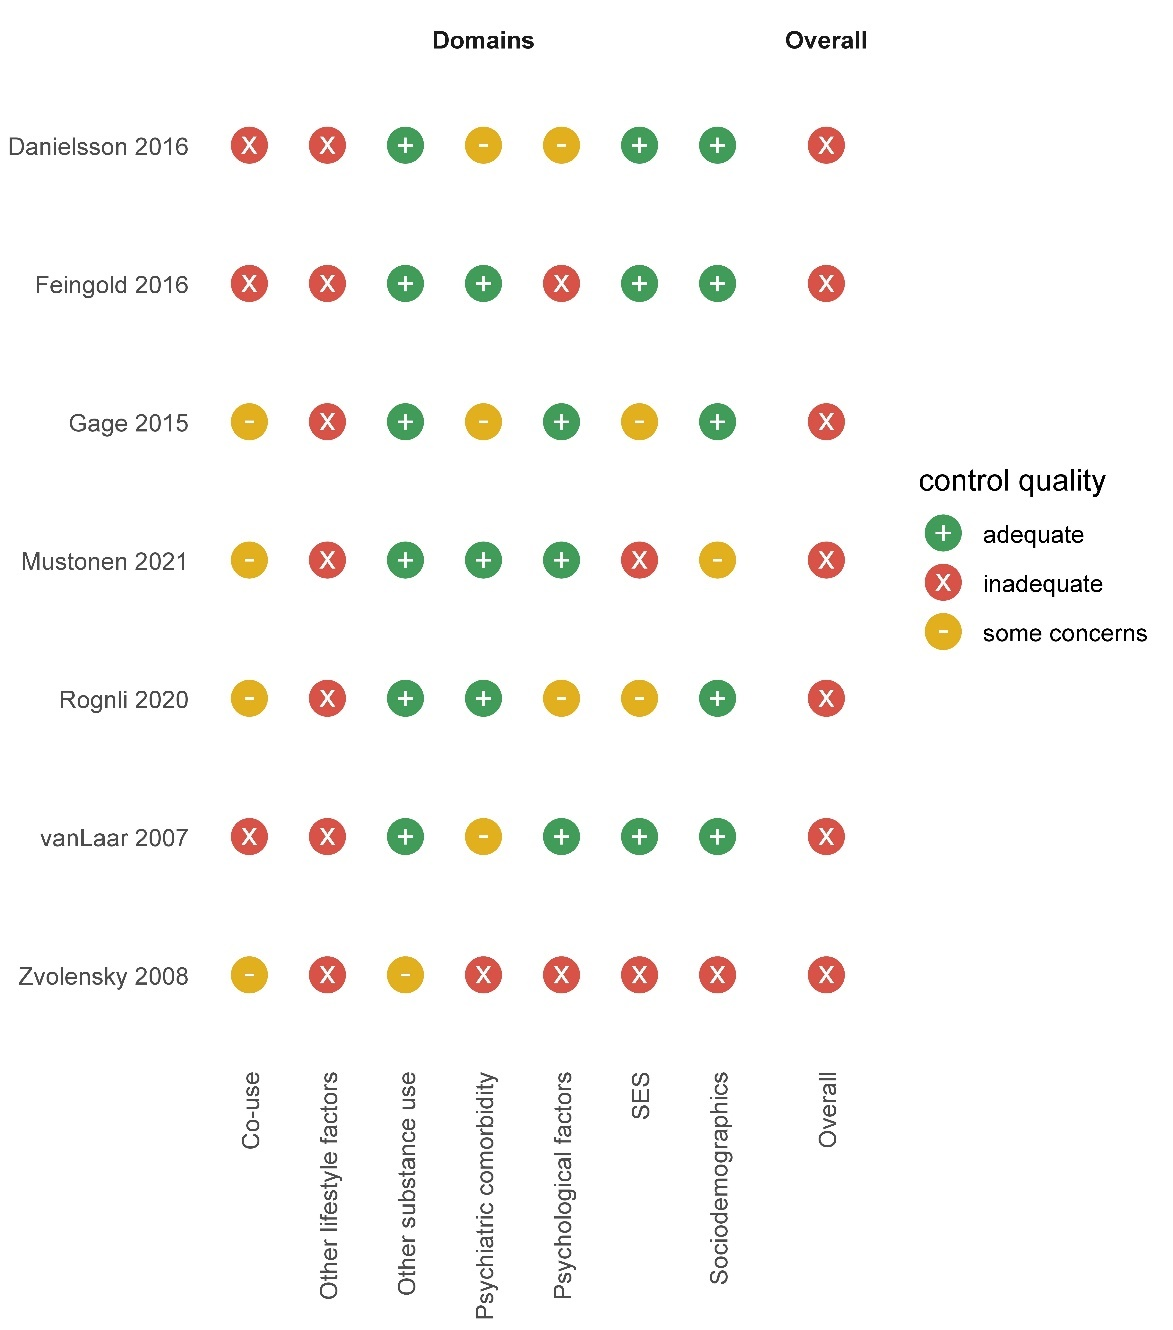 Domains Overall
Danielsson 2016 X X + - - + + X
Feingold 2016 X X + + X + + X
Gage 2015 - X + - + - + X
Mustonen 2021 - X + + + X - X
Rognli 2020 - X + + - - + X
vanLaar 2007 X X + - + + + X
Zvolensky 2008 - X - X X X X X
Co-use
Other lifestyle factors
Other substance use
Psychiatric comorbidity
Psychological factors
SES
Sociodemographics
Overall
control quality
+ adequate
X inadequate
- some concerns